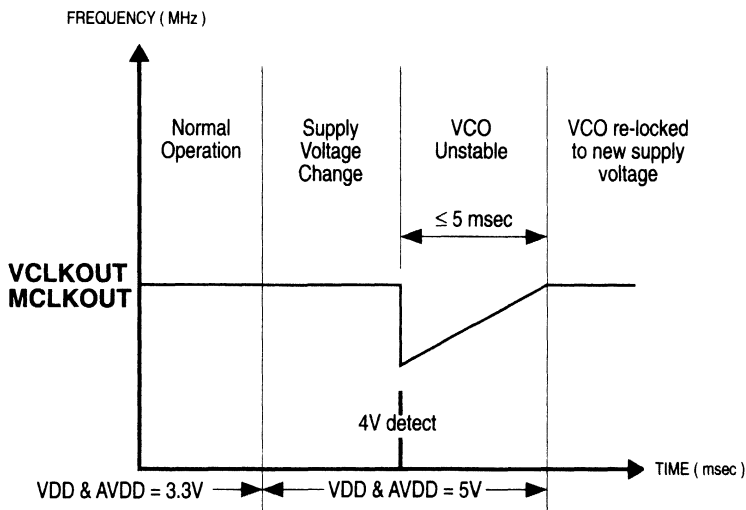 FREQUENCY ( MHz )
Normal
Operation
Supply
Voltage
Change
VCO
Unstable
VCO re-locked
to new supply
voltage
≤ 5 msec
VCLKOUT
MCLKOUT
4V detect
TIME ( msec )
VDD & AVDD = 3.3V
VDD & AVDD = 5V